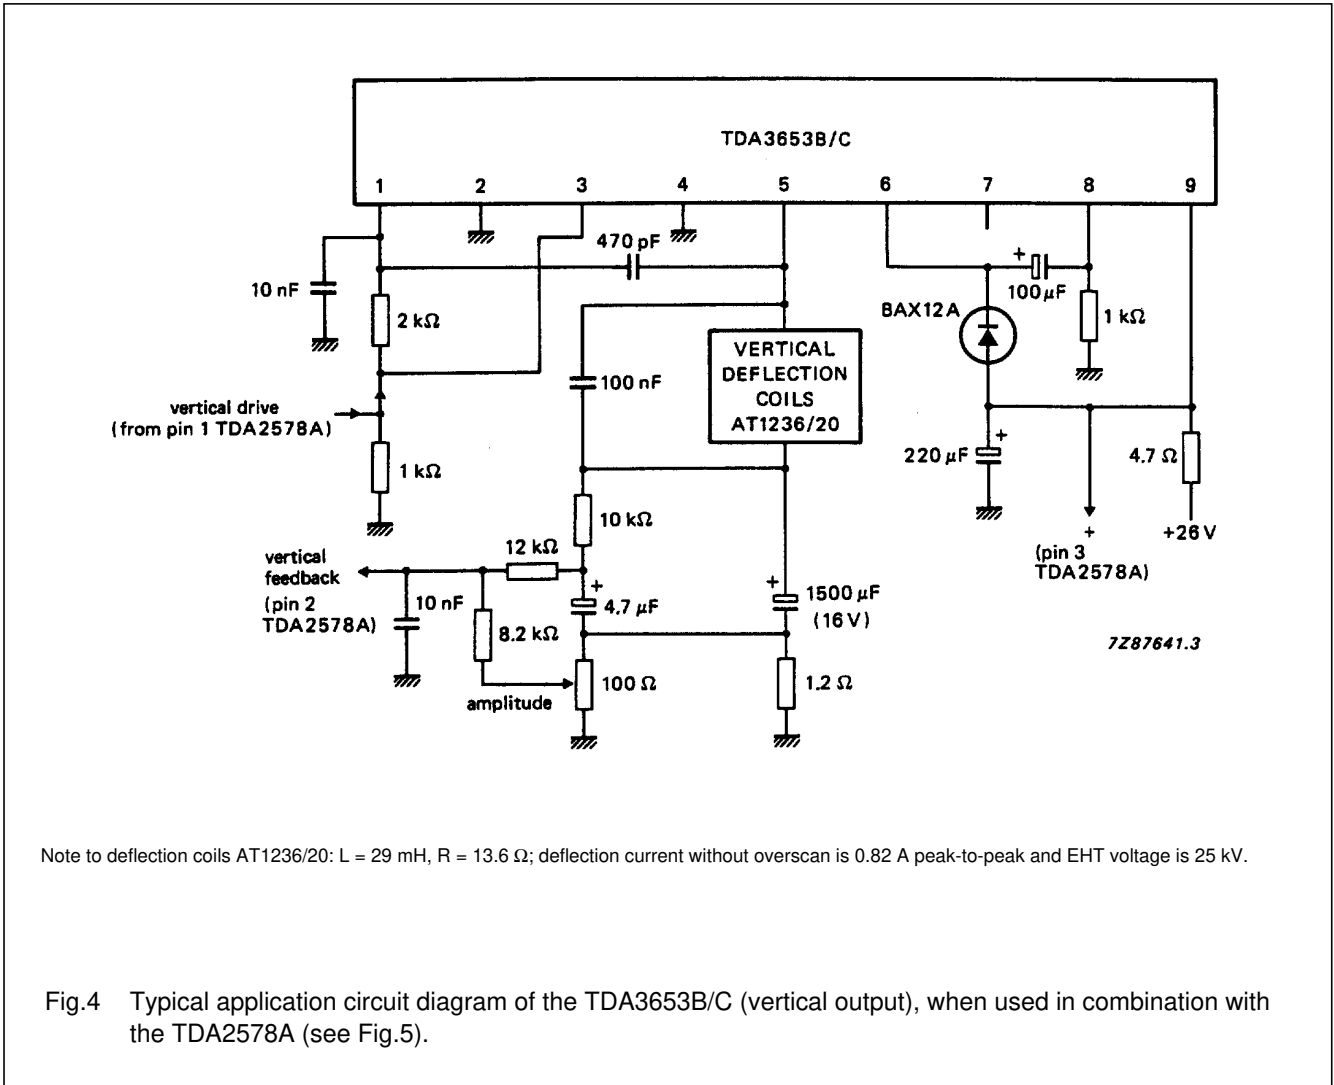 TDA3653B/C
1 2 3 4 5 6 7 8 9
470 pF
+
100 µF
10 nF
2 kΩ
BAX12A
1 kΩ
VERTICAL
DEFLECTION
COILS
AT1236/20
100 nF
vertical drive
(from pin 1 TDA2578A)
+
220 µF
4.7 Ω
1 kΩ
10 kΩ
+
+26 V
(pin 3
TDA2578A)
12 kΩ
vertical
feedback
(pin 2
TDA2578A)
10 nF
+
4.7 µF
+
1500 µF
(16 V)
8.2 kΩ
7Z87641.3
100 Ω
1.2 Ω
amplitude
Note to deflection coils AT1236/20: L = 29 mH, R = 13.6 Ω; deflection current without overscan is 0.82 A peak-to-peak and EHT voltage is 25 kV.
Fig.4 Typical application circuit diagram of the TDA3653B/C (vertical output), when used in combination with
the TDA2578A (see Fig.5).